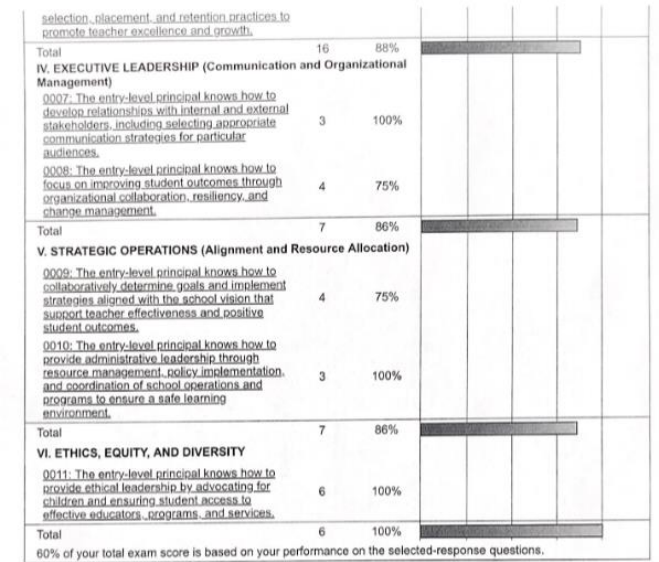 selection, placement, and retention practices to
promote teacher excellence and growth.
Total 16 88%
IV. EXECUTIVE LEADERSHIP (Communication and Organizational
Management)
0007: The entry-level principal knows how to
develop relationships with internal and external
stakeholders, including selecting appropriate 3 100%
communication strategies for particular
audiences.
0008: The entry-level principal knows how to
focus on improving student outcomes through 4 75%
organizational collaboration, resiliency, and
change management.
Total 7 86%
V. STRATEGIC OPERATIONS (Alignment and Resource Allocation)
0009: The entry-level principal knows how to
collaboratively determine goals and implement
strategies aligned with the school vision that 4 75%
support teacher effectiveness and positive
student outcomes.
0010: The entry-level principal knows how to
provide administrative leadership through
resource management, policy implementation, 3 100%
and coordination of school operations and
programs to ensure a safe learning
environment.
Total 7 86%
VI. ETHICS, EQUITY, AND DIVERSITY
0011: The entry-level principal knows how to
provide ethical leadership by advocating for 6 100%
children and ensuring student access to
effective educators, programs, and services.
Total 6 100%
60% of your total exam score is based on your performance on the selected-response questions.